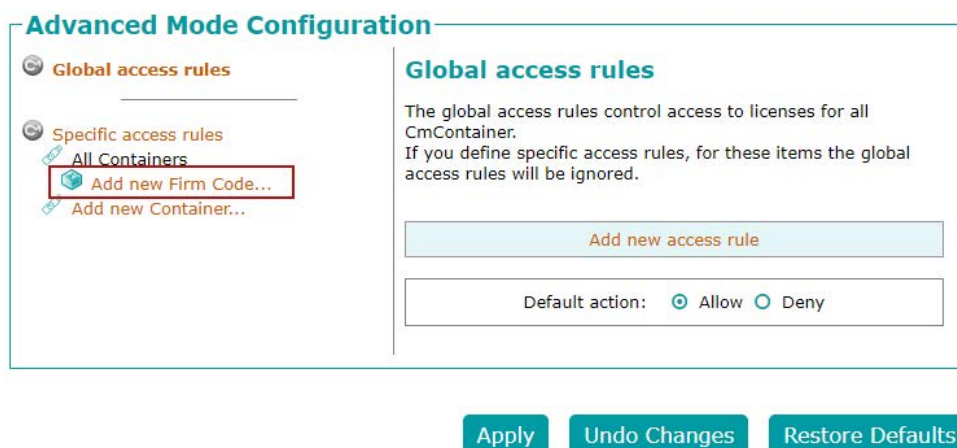 Advanced Mode Configuration
Global access rules
Specific access rules
All Containers
Add new Firm Code...
Add new Container...
Global access rules
The global access rules control access to licenses for all
CmContainer.
If you define specific access rules, for these items the global
access rules will be ignored.
Add new access rule
Default action: Allow Deny
Apply Undo Changes Restore Defaults